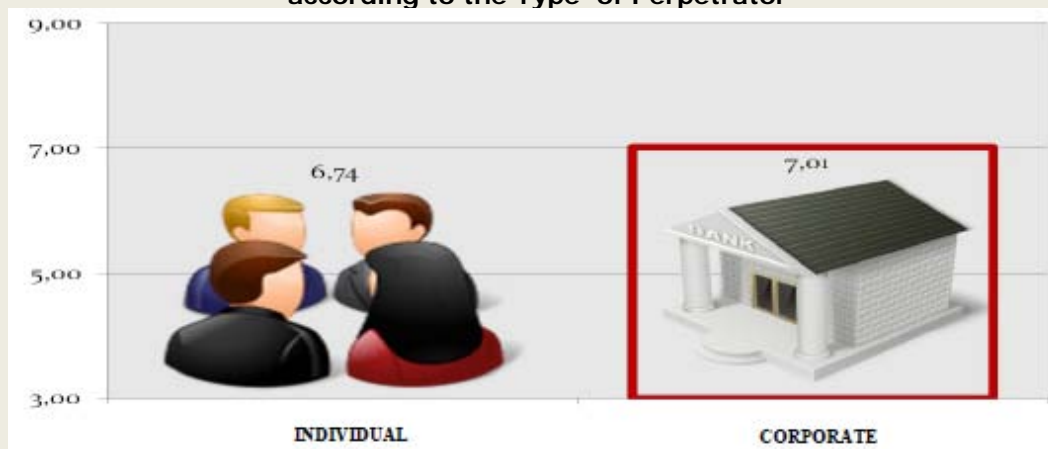 according to the Type of Perpetrator
9,00
7,00
6,74
7,01
BANK
5,00
3,00
INDIVIDUAL
CORPORATE